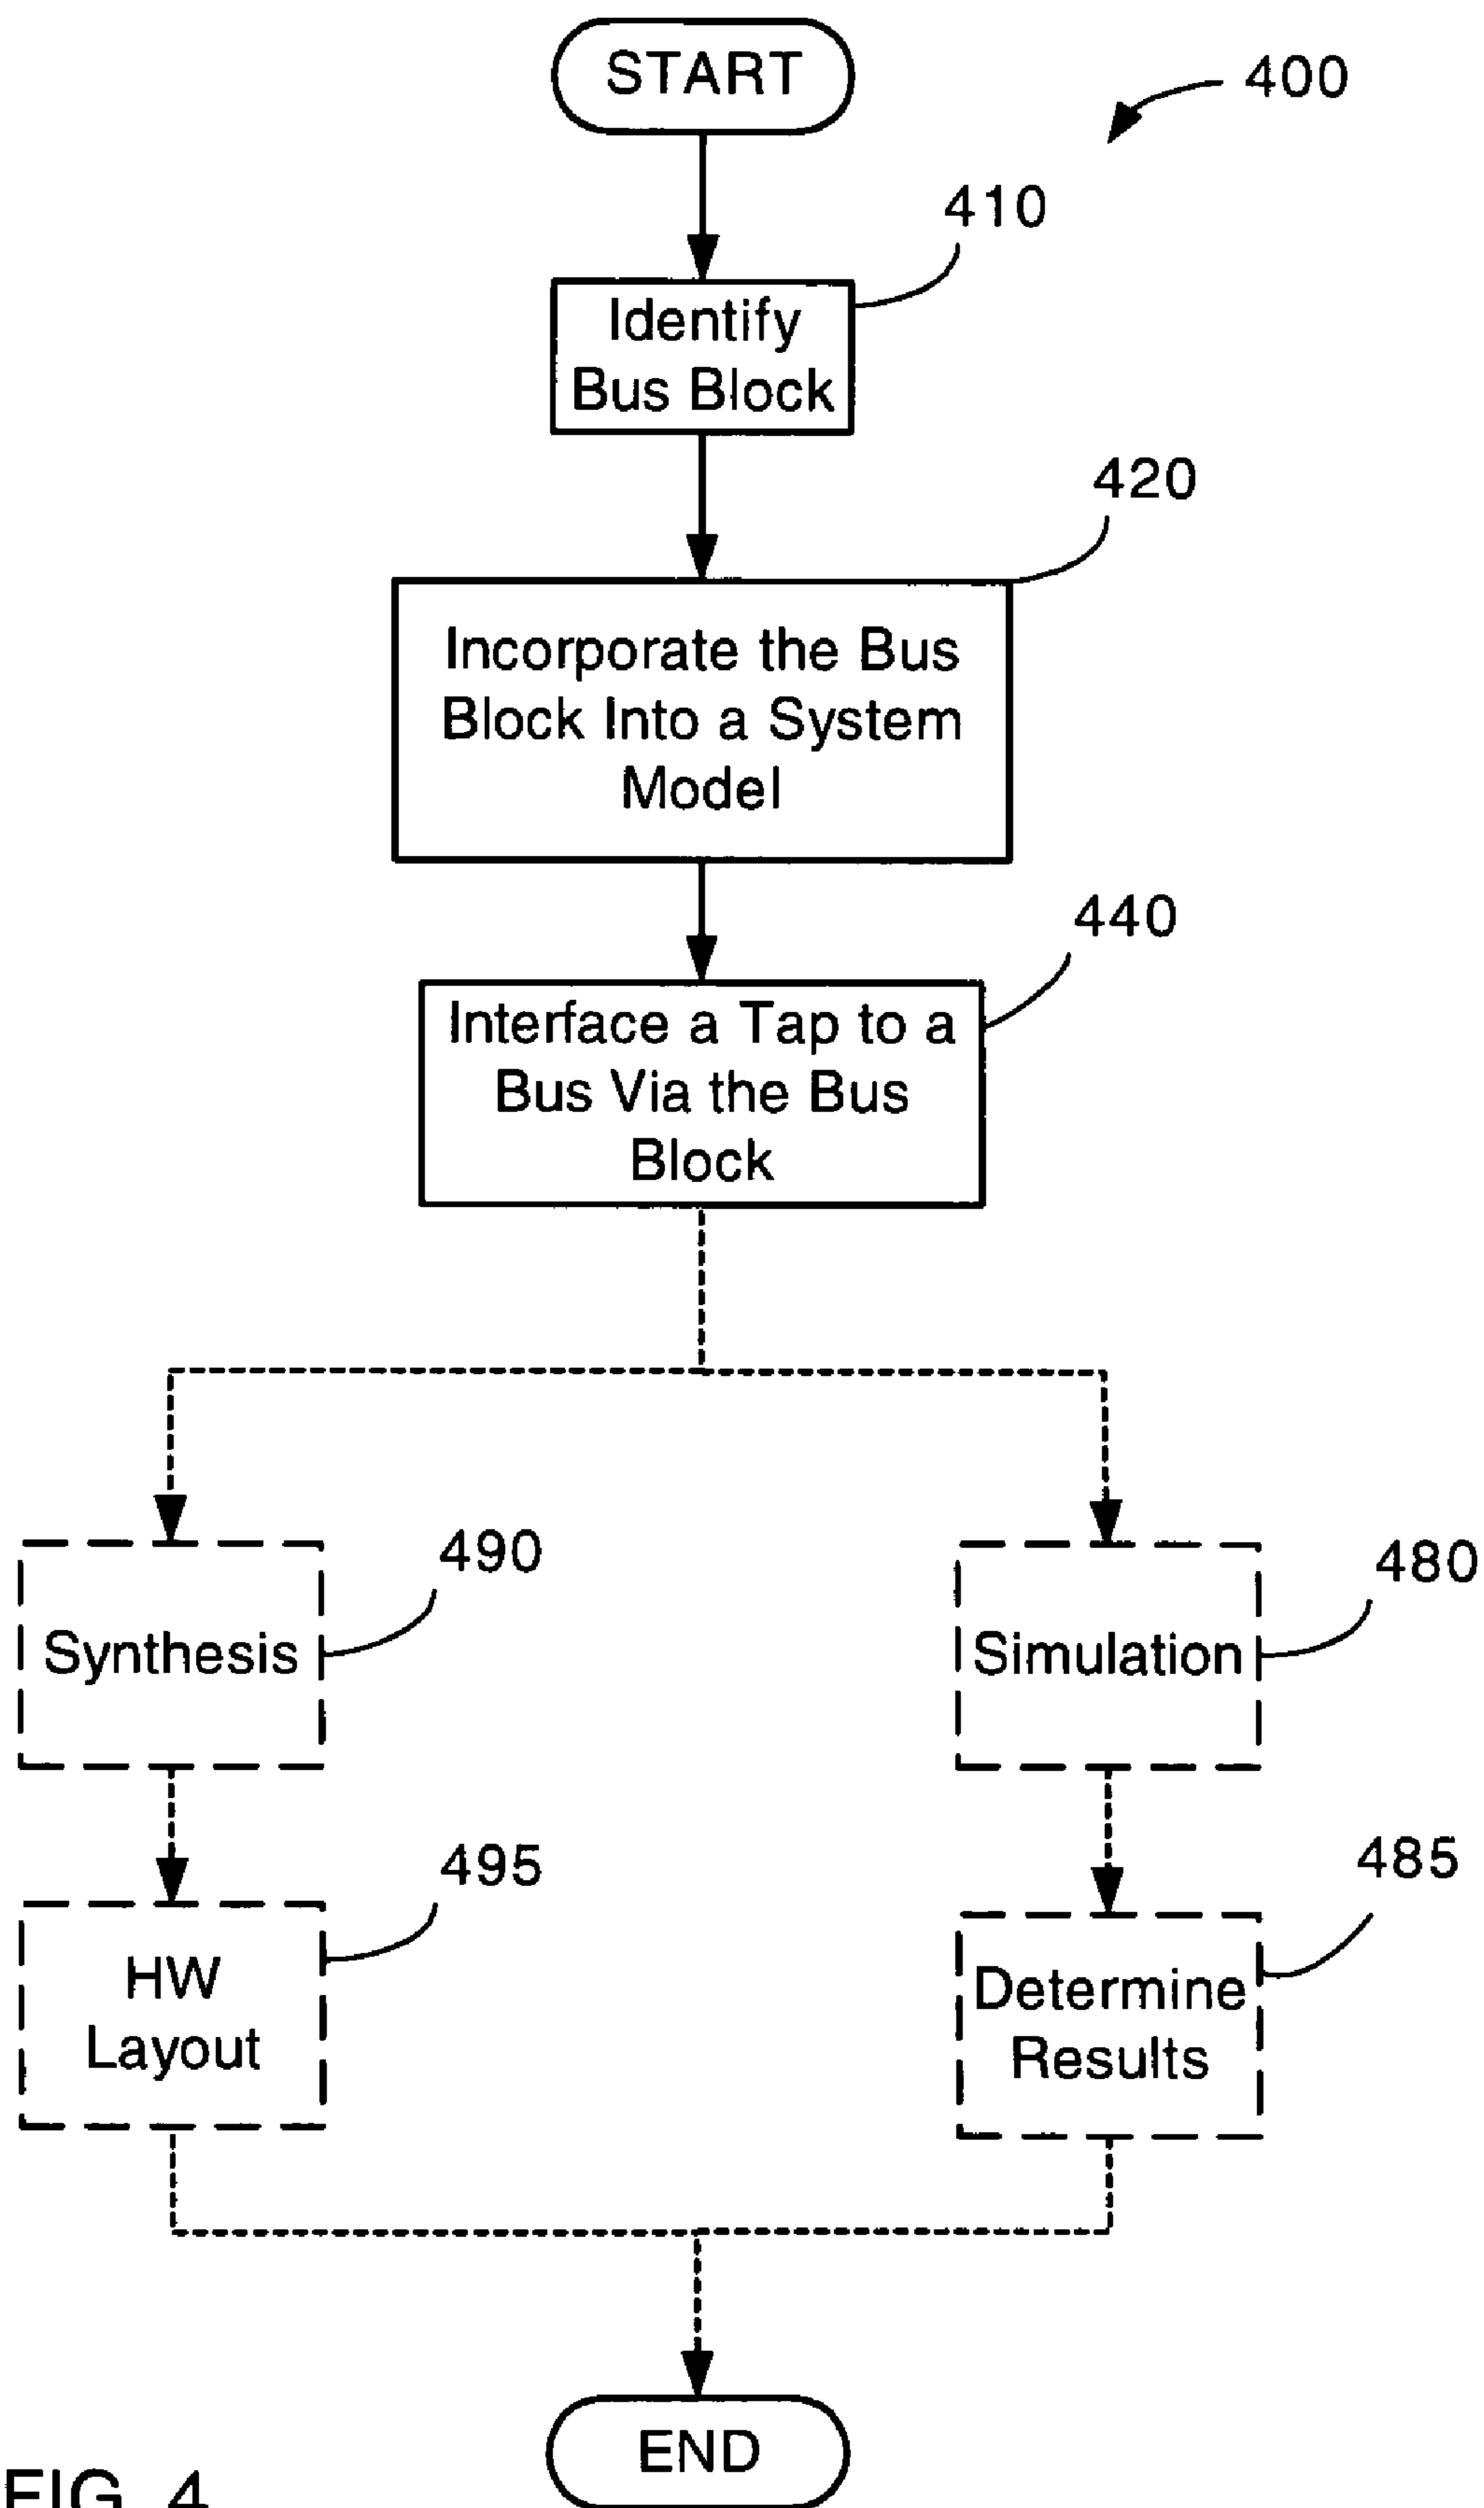 START
400
410
Identify
Bus Block
420
Incorporate the Bus
Block Into a System
Model
440
Interface a Tap to a
Bus Via the Bus
Block
490
480
Synthesis
Simulation
495
485
HW
Layout
Determine
Results
END
FIG. 4